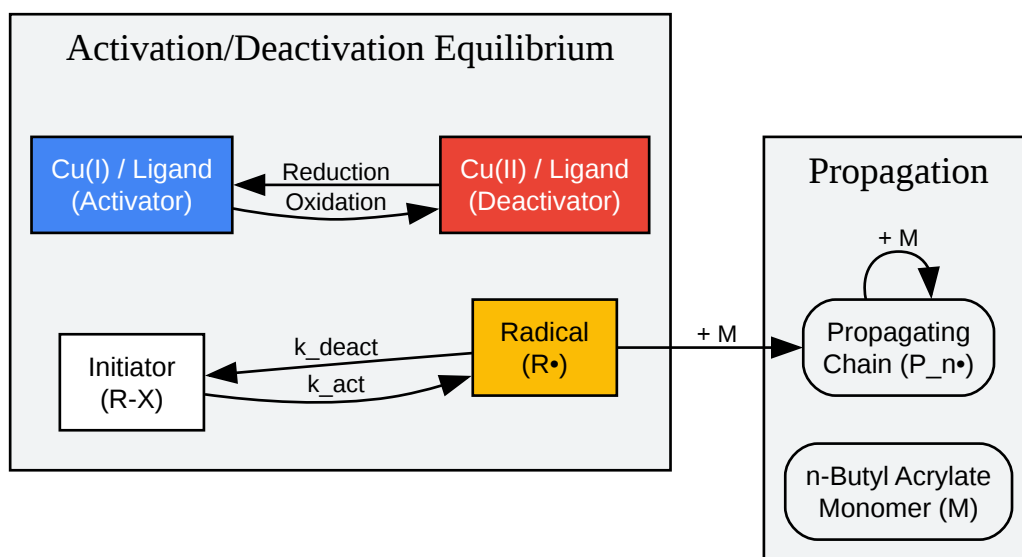 Activation/Deactivation Equilibrium
Cu(I) / Ligand
(Activator)
Reduction
Oxidation
Cu(II) / Ligand
(Deactivator)
Initiator
(R-X)
k_deact
k_act
Radical
(R•)
+ M
Propagation
+ M
Propagating
Chain (P_n•)
n-Butyl Acrylate
Monomer (M)